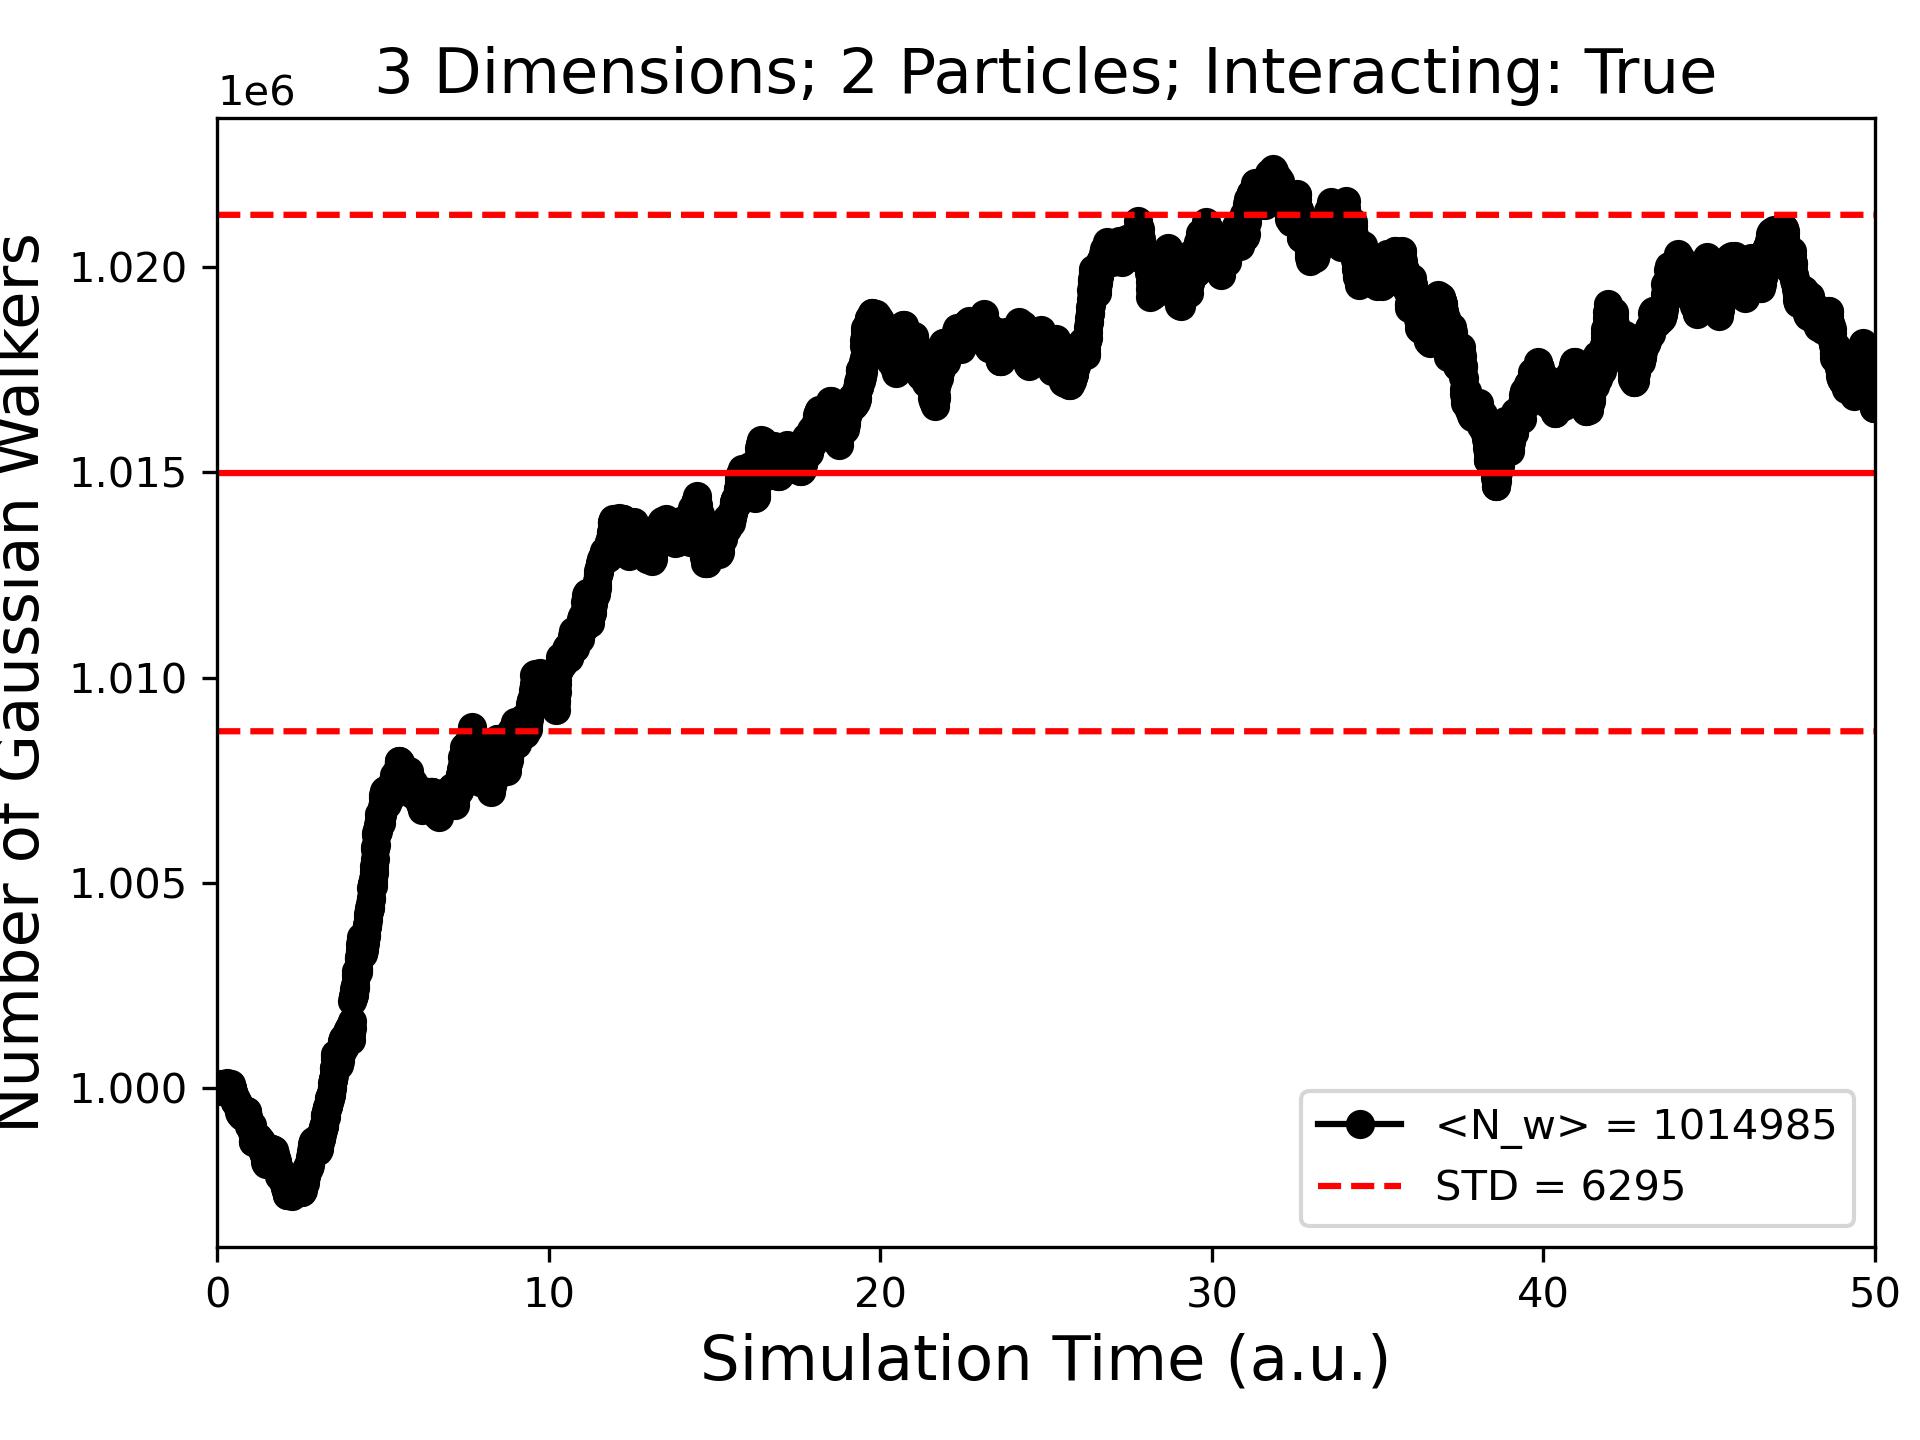 3 Dimensions; 2 Particles; Interacting: True
1e6
Number of Gaussian Walkers
1.020
1.015
1.010
1.005
1.000
<N_w> = 1014985
STD = 6295
0 10 20 30 40 50
Simulation Time (a.u.)